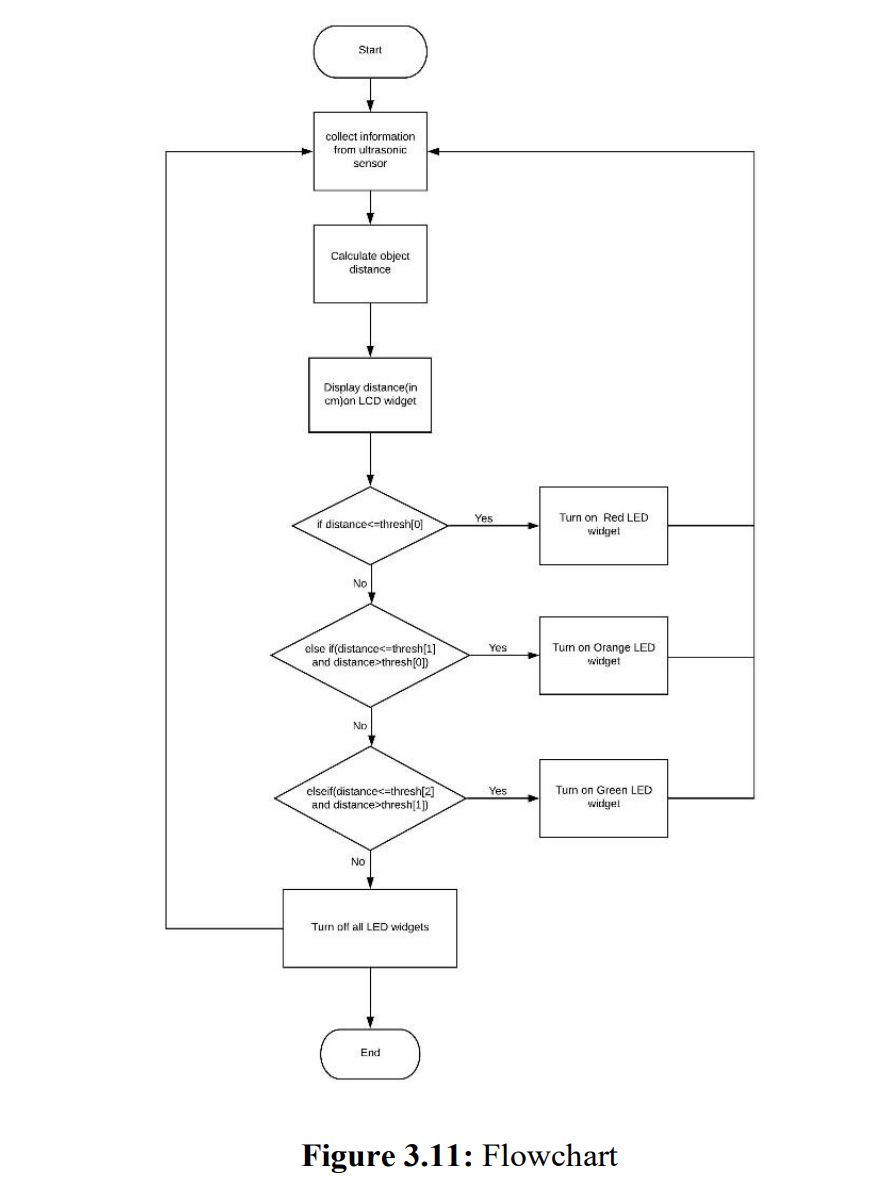 Start
collect information
from ultrasonic
sensor
Calculate object
distance
Display distance(in
cm)on LCD widget
if distance<=thresh[0]
Yes
Turn on Red LED
widget
No
else if(distance<=thresh[1]
and distance>thresh[0])
Yes
Turn on Orange LED
widget
No
elseif(distance<=thresh[2]
and distance>thresh[1])
Yes
Turn on Green LED
widget
No
Turn off all LED widgets
End
Figure 3.11: Flowchart